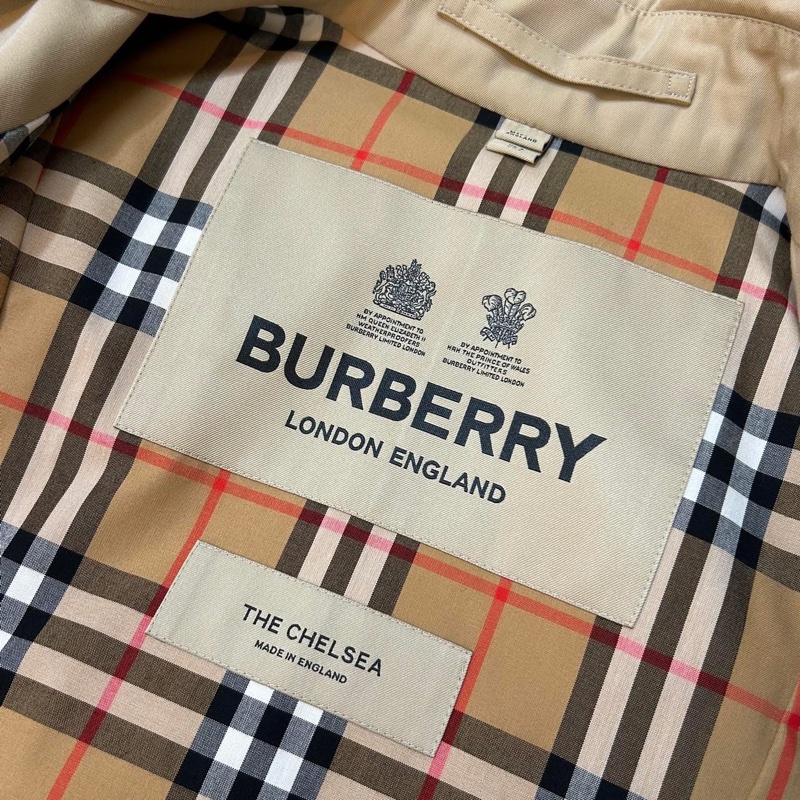 BY APPOINTMENT TO
HM QUEEN ELIZABETH II
WEATHERPROOFERS
BURBERRY LIMITED LONDON
BY APPOINTMENT TO
HRH THE PRINCE OF WALES
OUTFITTERS
BURBERRY LIMITED LONDON
BURBERRY
LONDON ENGLAND
THE CHELSEA
MADE IN ENGLAND